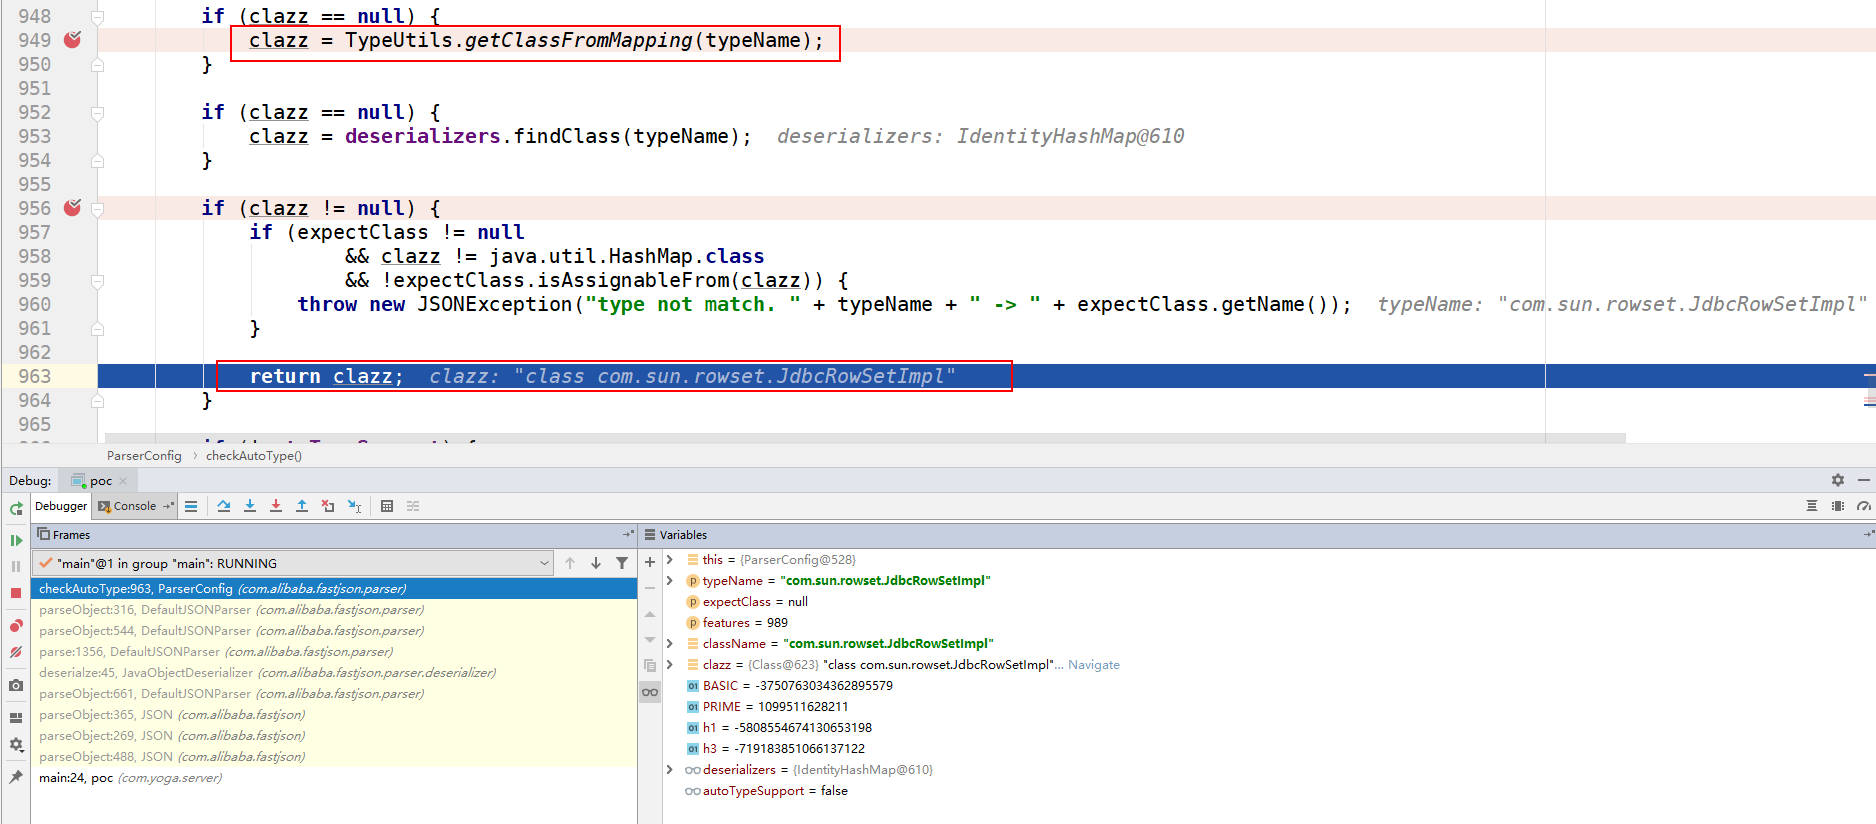 948 if (clazz == null) {
949 clazz = TypeUtils.getClassFromMapping(typeName);
950 }
951
952 if (clazz == null) {
953 clazz = deserializers.findClass(typeName); deserializers: IdentityHashMap@610
954 }
955
956 if (clazz != null) {
957 if (expectClass != null
958 && clazz != java.util.HashMap.class
959 && !expectClass.isAssignableFrom(clazz)) {
960 throw new JSONException("type not match. " + typeName + " -> " + expectClass.getName()); typeName: "com.sun.rowset.JdbcRowSetImpl"
961 }
962
963 return clazz; clazz: "class com.sun.rowset.JdbcRowSetImpl"
964 }
965
ParserConfig › checkAutoType()
Debug: poc
Debugger Console
Frames
"main"@1 in group "main": RUNNING
checkAutoType:963, ParserConfig (com.alibaba.fastjson.parser)
parseObject:316, DefaultJSONParser (com.alibaba.fastjson.parser)
parseObject:544, DefaultJSONParser (com.alibaba.fastjson.parser)
parse:1356, DefaultJSONParser (com.alibaba.fastjson.parser)
deserialze:45, JavaObjectDeserializer (com.alibaba.fastjson.parser.deserializer)
parseObject:661, DefaultJSONParser (com.alibaba.fastjson.parser)
parseObject:365, JSON (com.alibaba.fastjson)
parseObject:269, JSON (com.alibaba.fastjson)
parseObject:488, JSON (com.alibaba.fastjson)
main:24, poc (com.yoga.server)
Variables
this = {ParserConfig@528}
typeName = "com.sun.rowset.JdbcRowSetImpl"
expectClass = null
features = 989
className = "com.sun.rowset.JdbcRowSetImpl"
clazz = {Class@623} "class com.sun.rowset.JdbcRowSetImpl"... Navigate
BASIC = -3750763034362895579
PRIME = 1099511628211
h1 = -5808554674130653198
h3 = -719183851066137122
deserializers = {IdentityHashMap@610}
autoTypeSupport = false